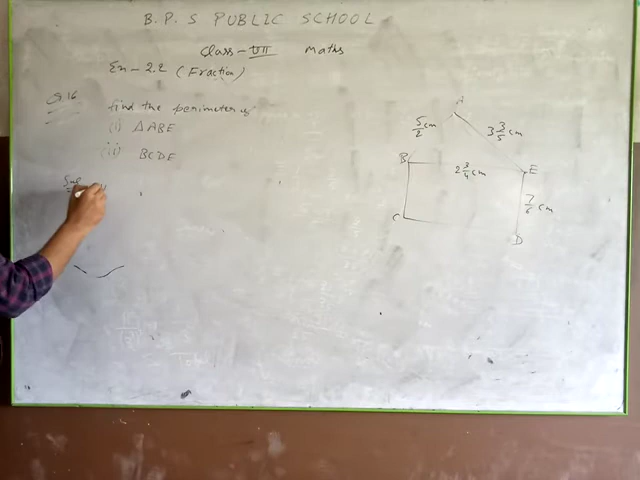 B. P. S PUBLIC SCHOOL
Class-VII Maths
Ex-2.2 (Fraction)
Q.16 find the perimeter of
(i) ΔABE
(ii) BCDE
Sol
A
5/2 cm
3 3/5 cm
B
2 3/4 cm
E
C
7/6 cm
D